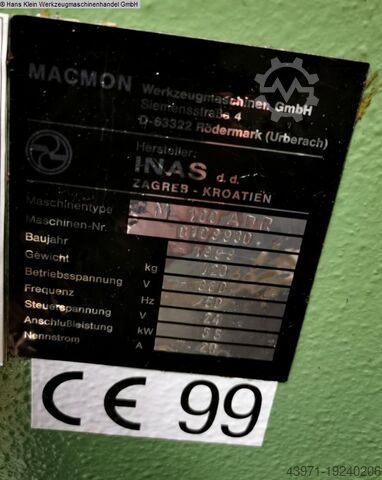 © Hans Klein Werkzeugmaschinenhandel GmbH
MACMON
Werkzeugmaschinen GmbH
Siemensstraße 4
D-63322 Rödermark (Urberach)
Hersteller:
INAS d.d.
ZAGREB - KROATIEN
Maschinentype
Maschinen-Nr.
Baujahr
Gewicht kg
Betriebsspannung V
Frequenz Hz
Steuerspannung V 24
Anschlußleistung kW
Nennstrom A
CE 99
43971-19240206